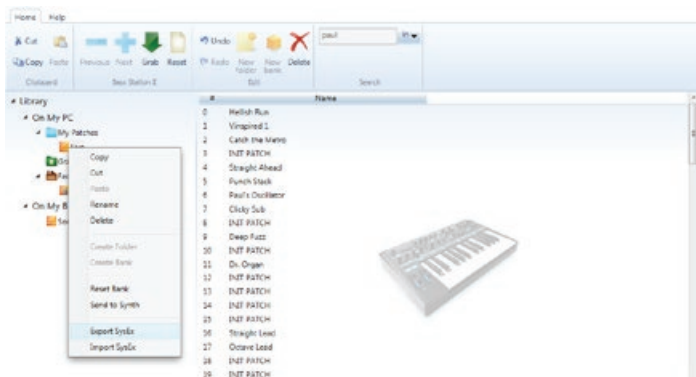 Home Help
Cut
Copy Paste
Previous Next Grab Reset
Undo
Redo New folder New bank Delete
Clipboard
Bass Station II
Edit
paul
in
Search
Library
On My PC
My Patches
On My B
# Name
0 Hellish Run
1 Vinspired 1
2 Catch the Metro
3 INIT PATCH
4 Straight Ahead
5 Punch Stack
6 Paul's Oscillator
7 Clicky Sub
8 INIT PATCH
9 Deep Fuzz
10 INIT PATCH
11 Dr. Organ
12 INIT PATCH
13 INIT PATCH
14 INIT PATCH
15 INIT PATCH
16 Straight Lead
17 Octave Lead
18 INIT PATCH
19 INIT PATCH
Copy
Cut
Paste
Rename
Delete
Create Folder
Create Bank
Reset Bank
Send to Synth
Export SysEx
Import SysEx